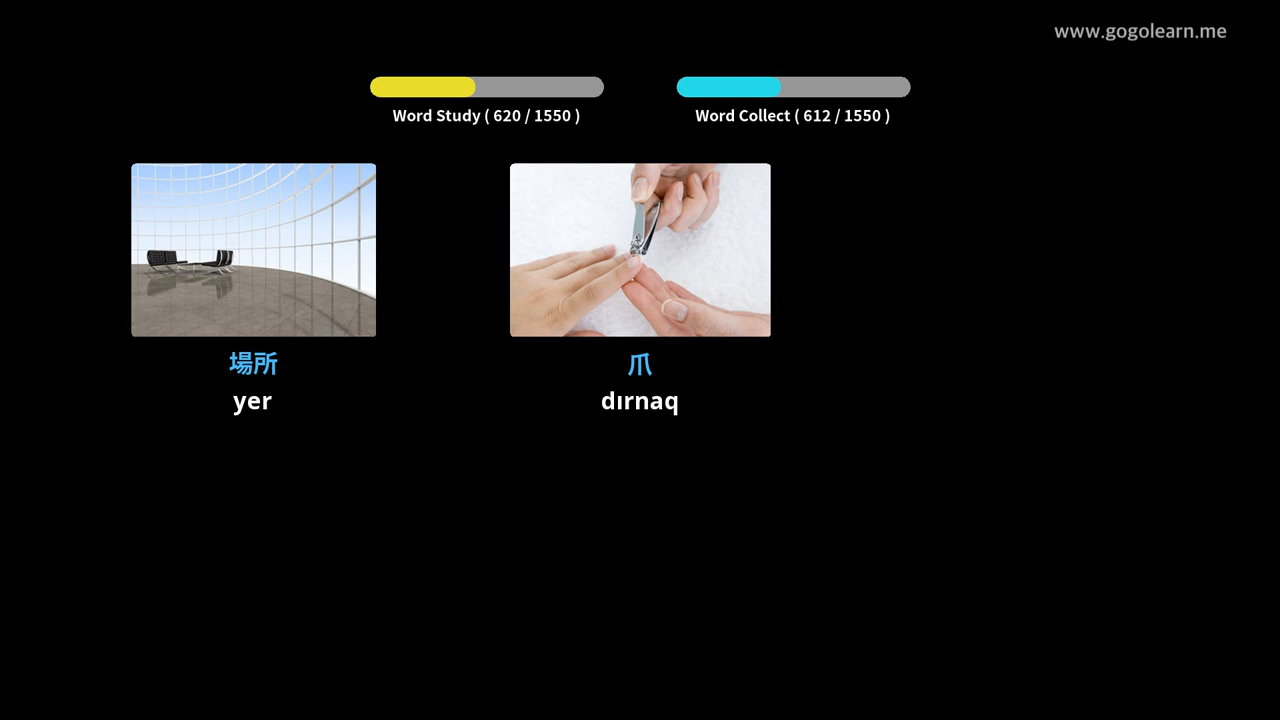 www.gogolearn.me
Word Study ( 620 / 1550 )
Word Collect ( 612 / 1550 )
場所
yer
爪
dırnaq